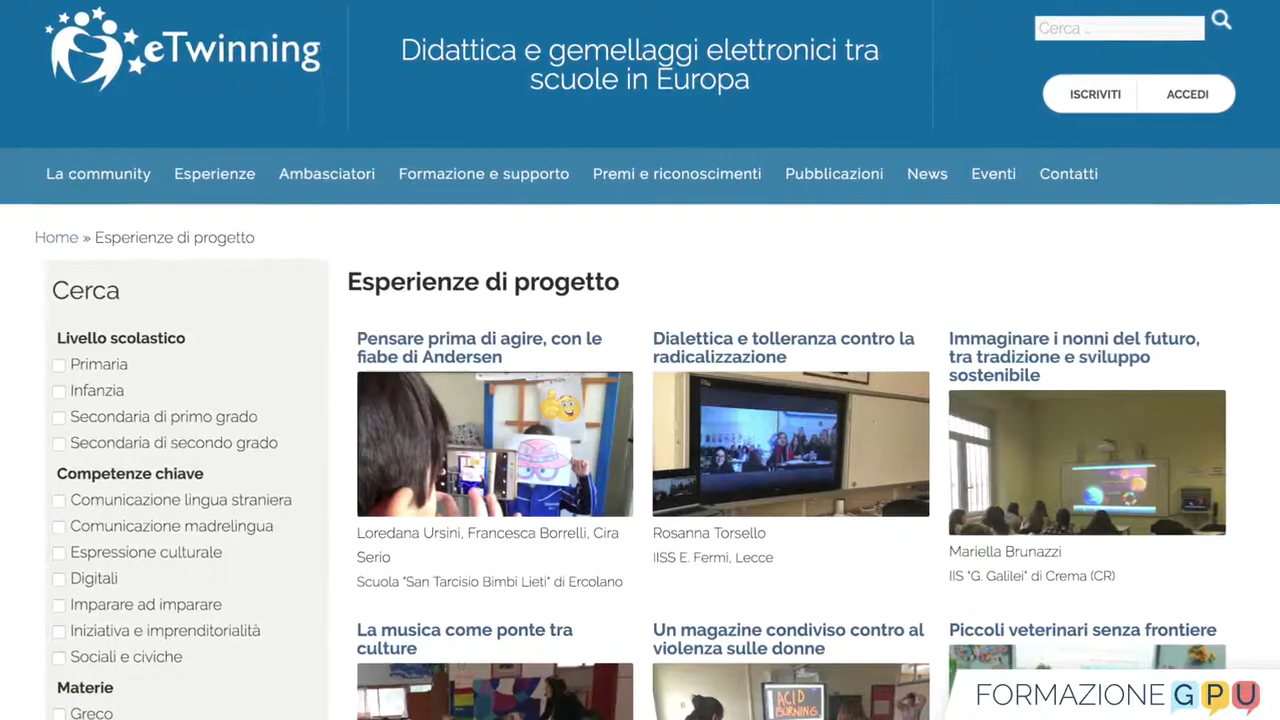 eTwinning
Didattica e gemellaggi elettronici tra
scuole in Europa
Cerca ...
ISCRIVITI
ACCEDI
La community
Esperienze
Ambasciatori
Formazione e supporto
Premi e riconoscimenti
Pubblicazioni
News
Eventi
Contatti
Home » Esperienze di progetto
Cerca
Livello scolastico
Primaria
Infanzia
Secondaria di primo grado
Secondaria di secondo grado
Competenze chiave
Comunicazione lingua straniera
Comunicazione madrelingua
Espressione culturale
Digitali
Imparare ad imparare
Iniziativa e imprenditorialità
Sociali e civiche
Materie
Greco
Esperienze di progetto
Pensare prima di agire, con le
fiabe di Andersen
Loredana Ursini, Francesca Borrelli, Cira
Serio
Scuola "San Tarcisio Bimbi Lieti" di Ercolano
Dialettica e tolleranza contro la
radicalizzazione
Rosanna Torsello
IISS E. Fermi, Lecce
Immaginare i nonni del futuro,
tra tradizione e sviluppo
sostenibile
Mariella Brunazzi
IIS "G. Galilei" di Crema (CR)
La musica come ponte tra
culture
Un magazine condiviso contro al
violenza sulle donne
ACID
BURNING
Piccoli veterinari senza frontiere
FORMAZIONE GPU